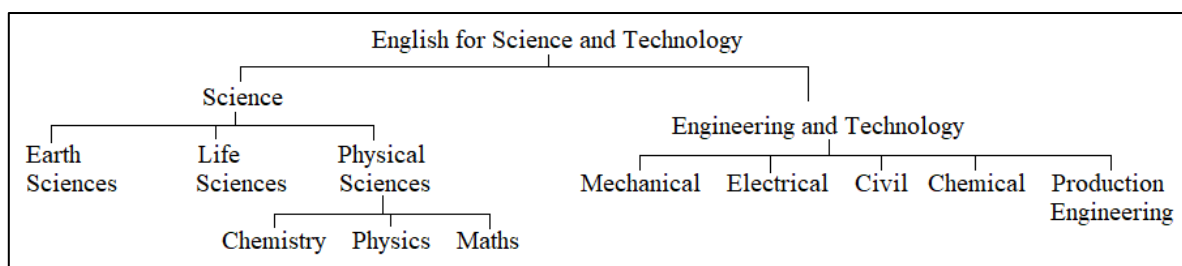 English for Science and Technology
Science
Engineering and Technology
Earth
Sciences
Life
Sciences
Physical
Sciences
Mechanical
Electrical
Civil
Chemical
Production
Engineering
Chemistry
Physics
Maths